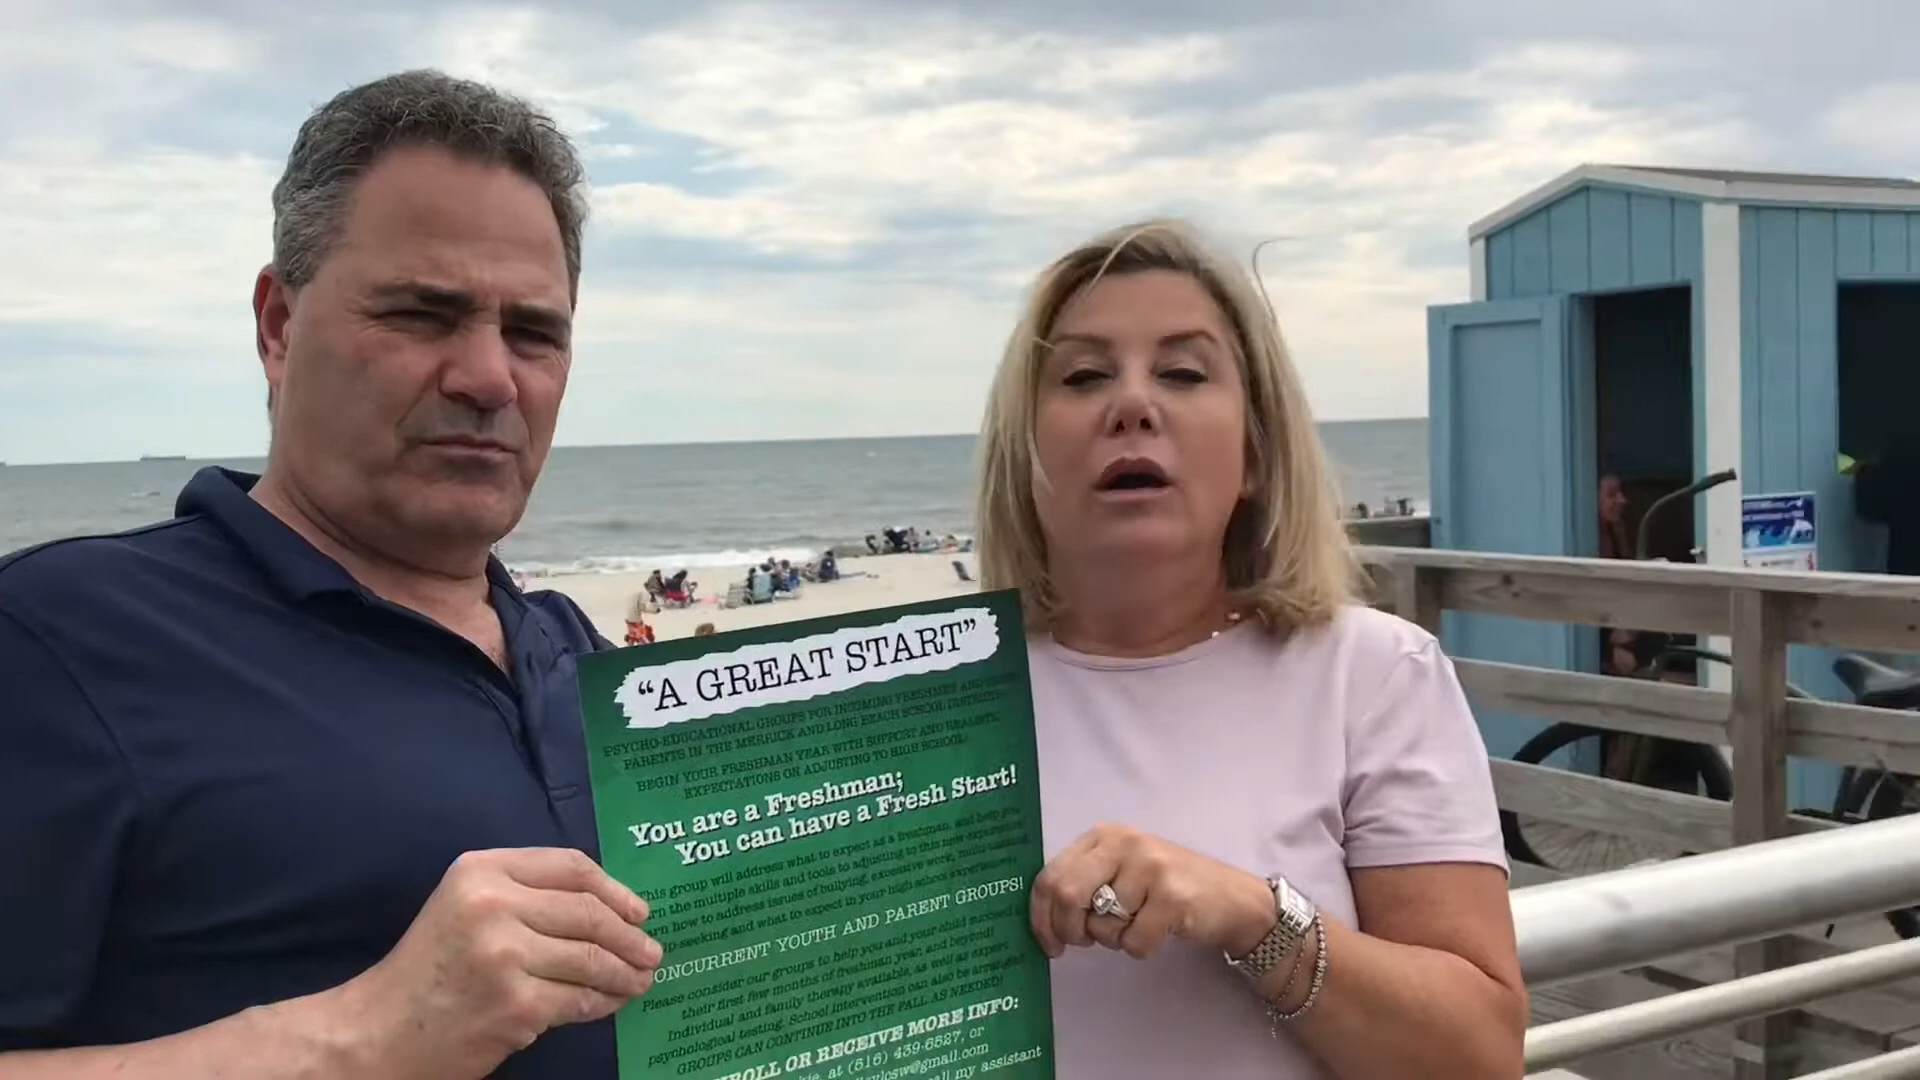 “A GREAT START”
PSYCHO-EDUCATIONAL GROUPS FOR INCOMING FRESHMEN AND
PARENTS IN THE MERRICK AND LONG BEACH SCHOOL DISTRICTS
BEGIN YOUR FRESHMAN YEAR WITH SUPPORT AND REALISTIC
EXPECTATIONS ON ADJUSTING TO HIGH SCHOOL!
You are a Freshman;
You can have a Fresh Start!
This group will address what to expect as a freshman, and help you
the multiple skills and tools to adjusting to this new experience
how to address issues of bullying, excessive work, multi-tasking
seeking and what to expect in your high school experience!
CONCURRENT YOUTH AND PARENT GROUPS!
Please consider our groups to help you and your child succeed
their first few months of freshman year, and beyond!
Individual and family therapy available, as well as expert
psychological testing. School intervention can also be arranged
GROUPS CAN CONTINUE INTO THE FALL AS NEEDED!
OR RECEIVE MORE INFO:
at (516) 439-6527, or
@gmail.com
my assistant